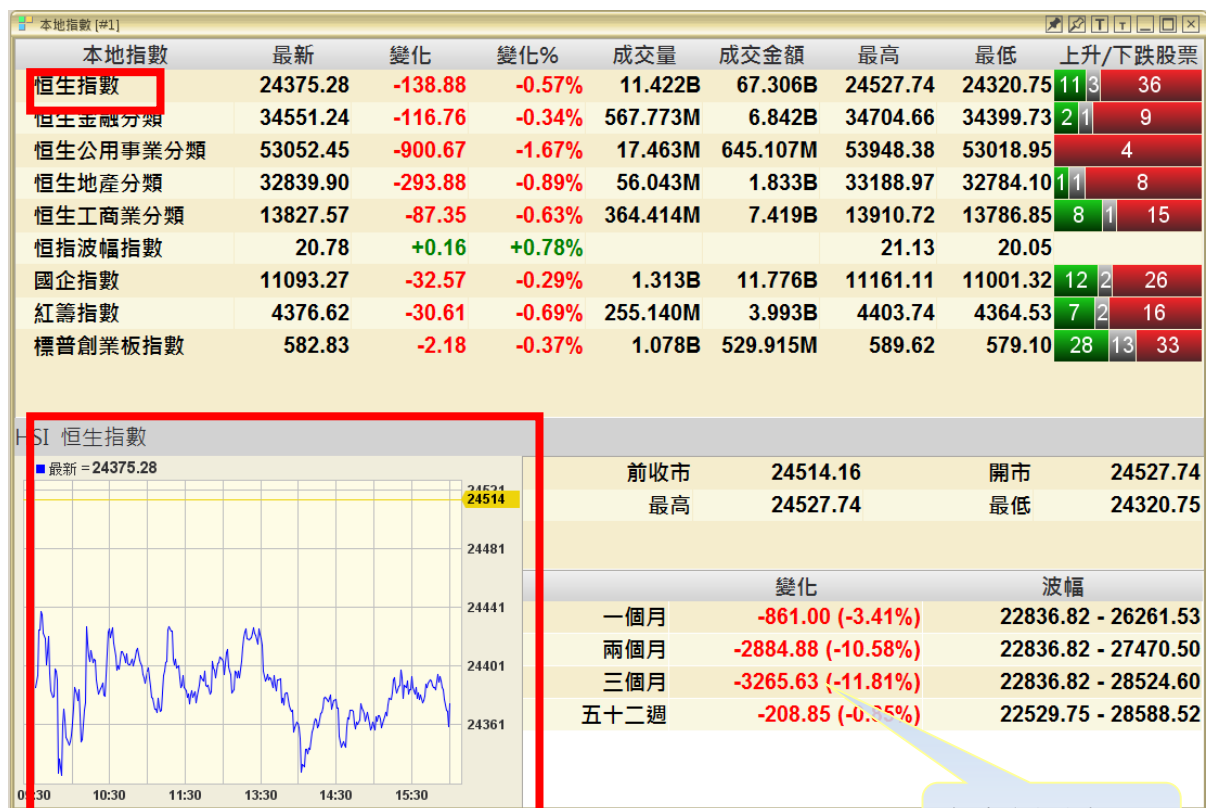 本地指數 [#1]
T T
本地指數 最新 變化 變化% 成交量 成交金額 最高 最低 上升/下跌股票
恒生指數 24375.28 -138.88 -0.57% 11.422B 67.306B 24527.74 24320.75 11 3 36
恒生金融分類 34551.24 -116.76 -0.34% 567.773M 6.842B 34704.66 34399.73 2 1 9
恒生公用事業分類 53052.45 -900.67 -1.67% 17.463M 645.107M 53948.38 53018.95 4
恒生地產分類 32839.90 -293.88 -0.89% 56.043M 1.833B 33188.97 32784.10 1 1 8
恒生工商業分類 13827.57 -87.35 -0.63% 364.414M 7.419B 13910.72 13786.85 8 1 15
恒指波幅指數 20.78 +0.16 +0.78% 21.13 20.05
國企指數 11093.27 -32.57 -0.29% 1.313B 11.776B 11161.11 11001.32 12 2 26
紅籌指數 4376.62 -30.61 -0.69% 255.140M 3.993B 4403.74 4364.53 7 2 16
標普創業板指數 582.83 -2.18 -0.37% 1.078B 529.915M 589.62 579.10 28 13 33
HSI 恒生指數
最新 = 24375.28
24514
24481
24441
24401
24361
10:30 11:30 13:30 14:30 15:30
前收市 24514.16 開市 24527.74
最高 24527.74 最低 24320.75
變化 波幅
一個月 -861.00 (-3.41%) 22836.82 - 26261.53
兩個月 -2884.88 (-10.58%) 22836.82 - 27470.50
三個月 -3265.63 (-11.81%) 22836.82 - 28524.60
五十二週 -208.85 22529.75 - 28588.52